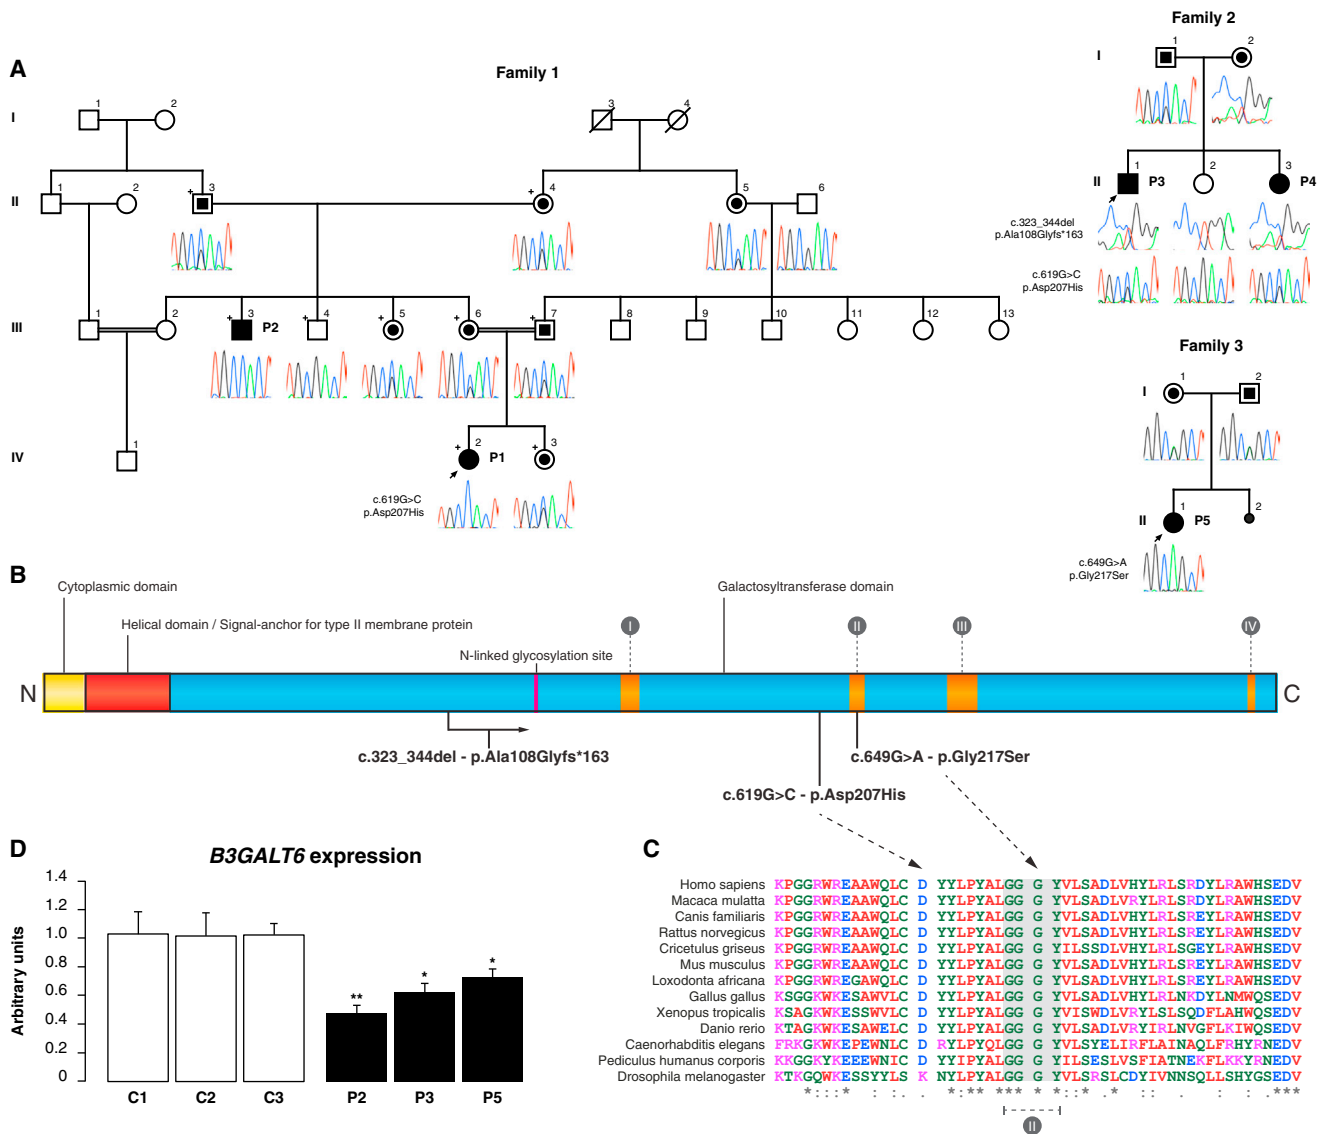 A
Family 1
Family 2
I
1
2
3
4
I
1
2
II
1
2
+
3
+
4
5
6
II
1
P3
2
3
P4
c.323_344del
p.Ala108Glyfs*163
c.619G>C
p.Asp207His
III
1
2
+
3
P2
+
4
+
5
+
6
+
7
8
9
10
11
12
13
Family 3
I
1
2
IV
1
+
2
P1
+
3
c.619G>C
p.Asp207His
II
1
P5
2
c.649G>A
p.Gly217Ser
B
Cytoplasmic domain
Galactosyltransferase domain
Helical domain / Signal-anchor for type II membrane protein
N-linked glycosylation site
I
II
III
IV
N
C
c.323_344del - p.Ala108Glyfs*163
c.649G>A - p.Gly217Ser
c.619G>C - p.Asp207His
D
B3GALT6 expression
Arbitrary units
1.4
1.2
1.0
0.8
0.6
0.4
0.2
0
**
*
*
C1
C2
C3
P2
P3
P5
C
Homo sapiens KPGGRWREAAWQLC D YYLPYALGG G YVLSADLVHYLRLSRDYLRAWHSEDV
Macaca mulatta KPGGRWREAAWQLC D YYLPYALGG G YVLSADLVRYLRLSRDYLRAWHSEDV
Canis familiaris KPGGRWREAAWQLC D YYLPYALGG G YVLSADLVHYLRLSREYLRAWHSEDV
Rattus norvegicus KPGGRWREAAWQLC D YYLPYALGG G YVLSADLVHYLRLSREYLRAWHSEDV
Cricetulus griseus KPGGRWREAAWQLC D YYLPYALGG G YILSSDLVHYLRLSGEYLRAWHSEDV
Mus musculus KPGGRWREAAWQLC D YYLPYALGG G YVLSADLVHYLRLSREYLRAWHSEDV
Loxodonta africana KPGGRWREGAWQLC D YYLPYALGG G YVLSADLVHYLRLSREYLRAWHSEDV
Gallus gallus KSGGKWKESAWVLC D YYLPYALGG G YVLSADLVHYLRLNKDYLNMWQSEDV
Xenopus tropicalis KSAGKWKESSWVLC D YYLPYALGG G YVISWDLVRYLSLSQDFLAHWQSEDV
Danio rerio KTAGKWKESAWELC D YYLPYALGG G YVLSADLVRYIRLNVGFLKIWQSEDV
Caenorhabditis elegans FRKGKWKEPEWNLC D RYLPYQLGG G YVLSYELIRFLAINAQLFRHYRNEDV
Pediculus humanus corporis KKGGKYKEEEWNIC D YYIPYALGG G YILSESLVSFIATNEKFLKKYRNEDV
Drosophila melanogaster KTKGQWKESSYYLS K NYLPYALGG G YVLSRSLCDYIVNNSQLLSHYGSEDV
II